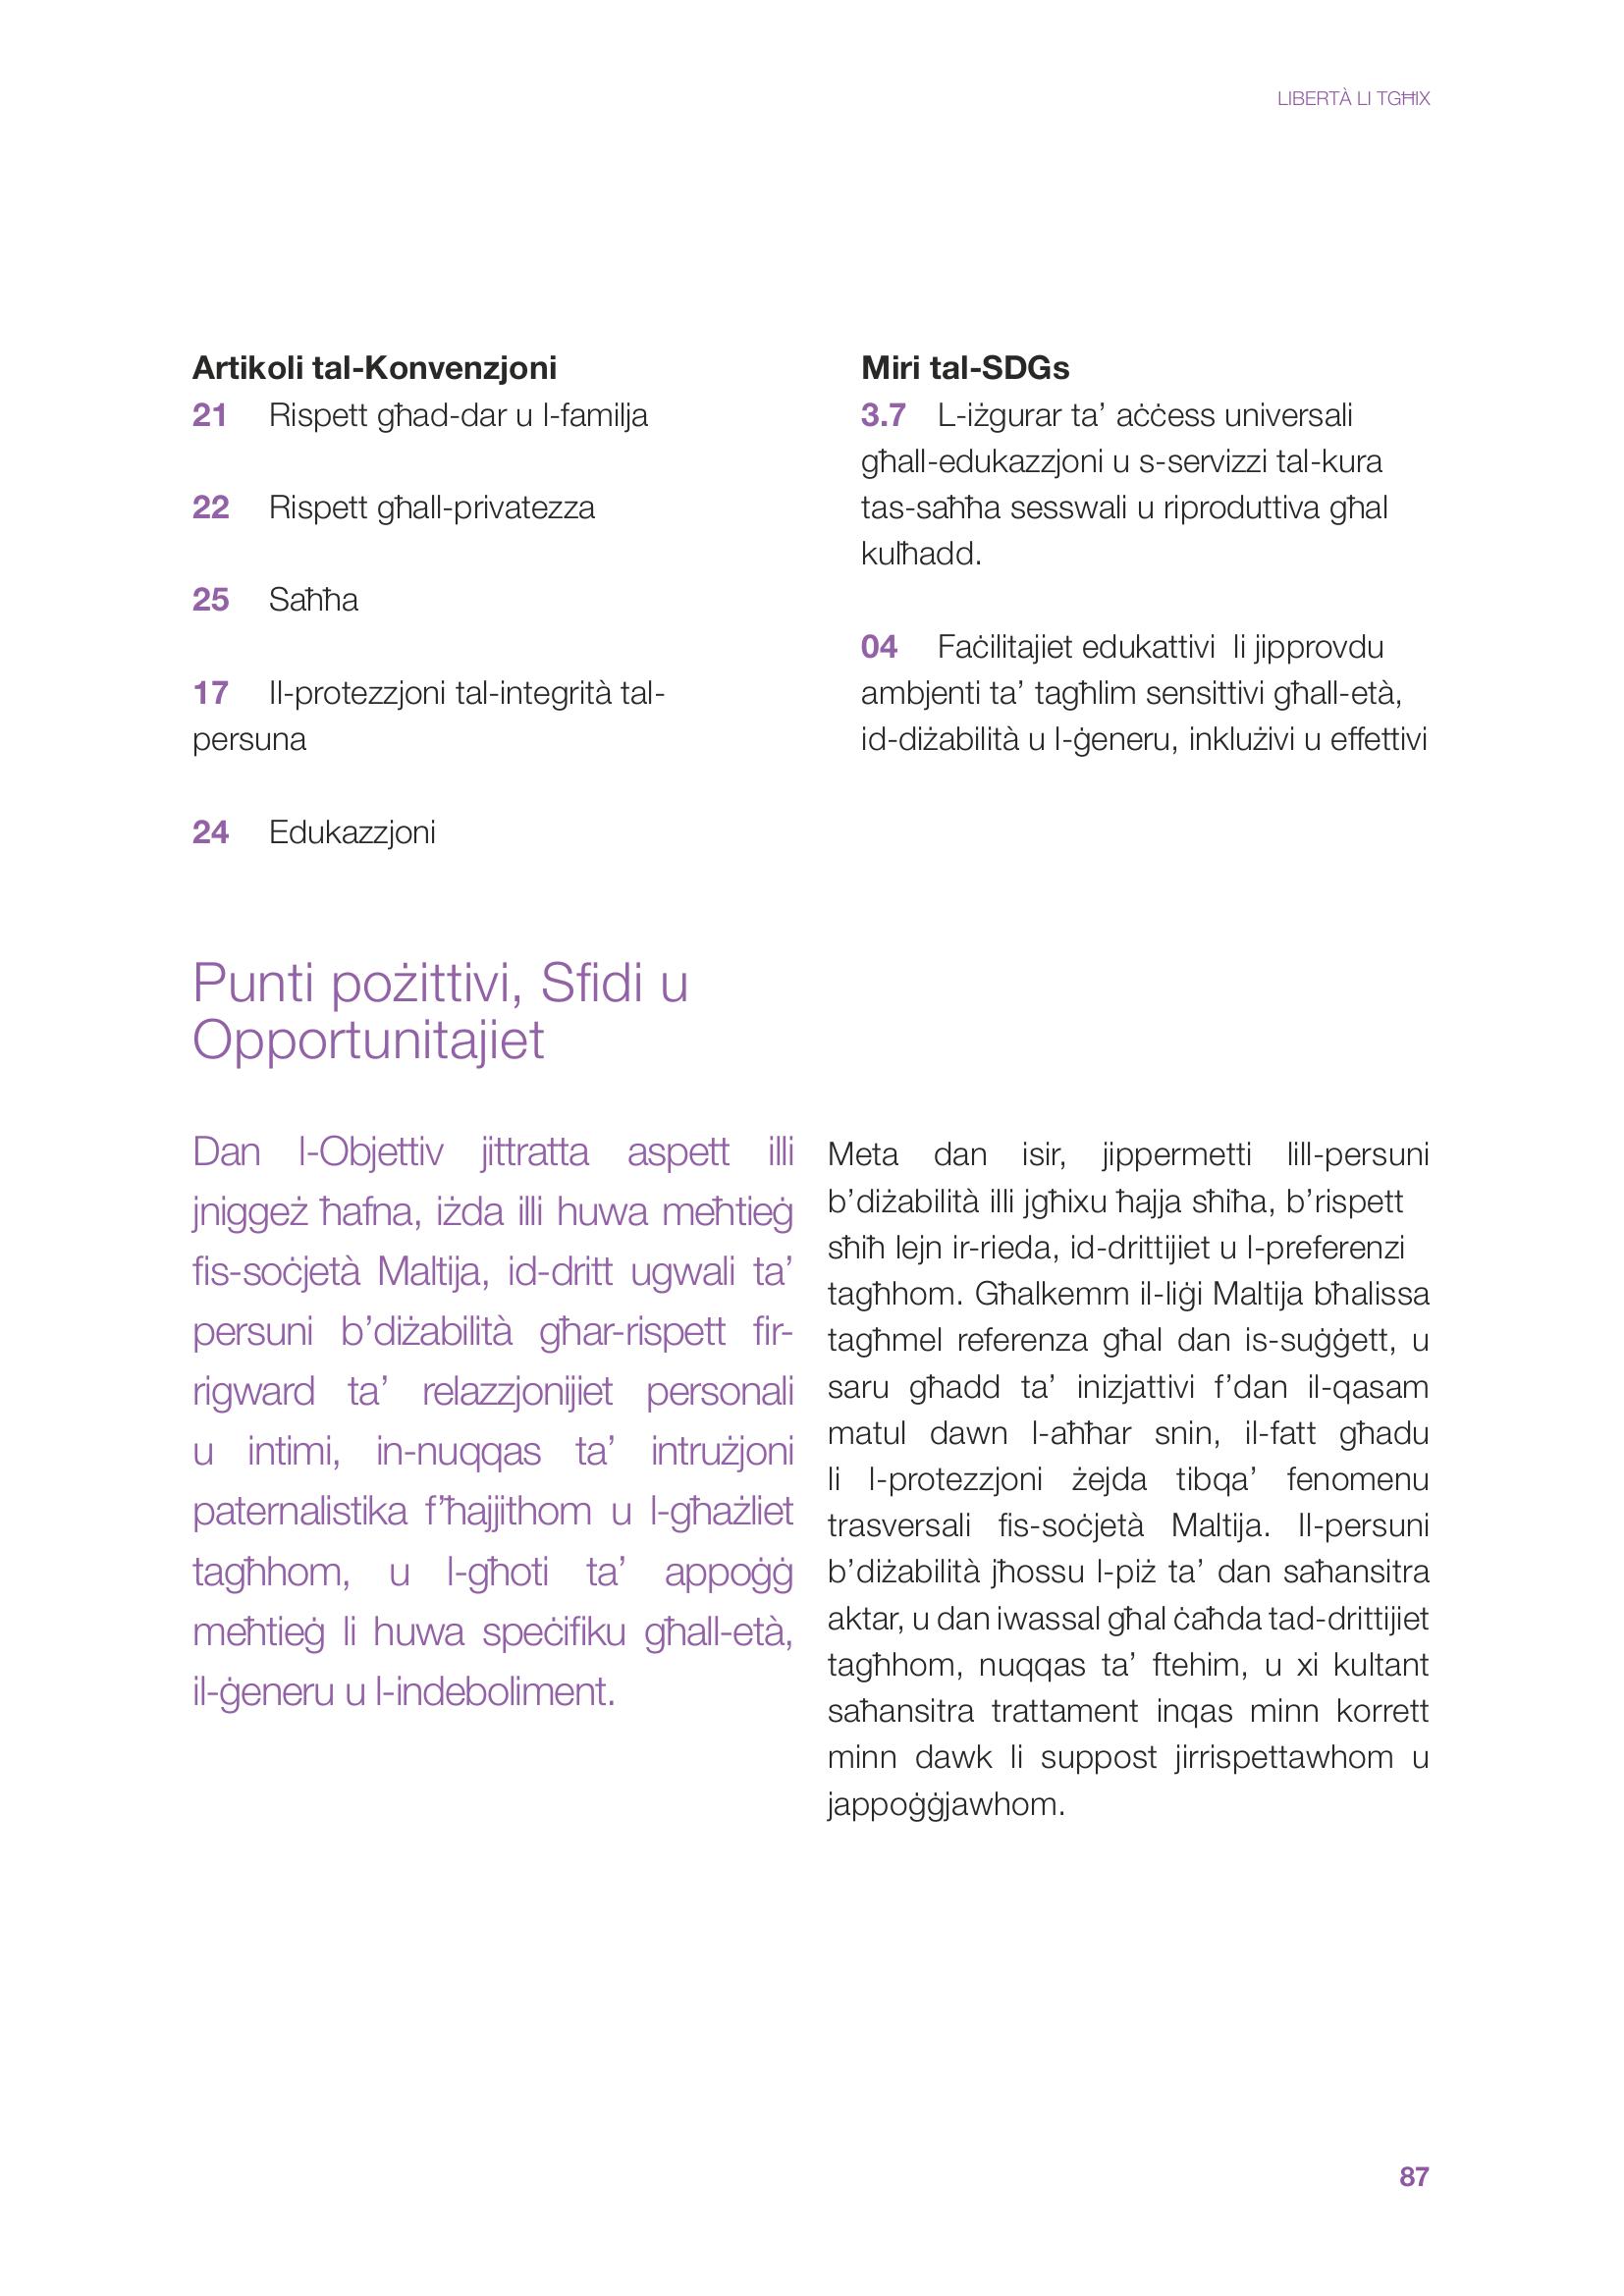 LIBERTÀ LI TGĦIX
Artikoli tal-Konvenzjoni
21 Rispett għad-dar u l-familja
22 Rispett għall-privatezza
25 Saħħa
17 Il-protezzjoni tal-integrità tal-
persuna
24 Edukazzjoni
Miri tal-SDGs
3.7 L-iżgurar ta’ aċċess universali
għall-edukazzjoni u s-servizzi tal-kura
tas-saħħa sesswali u riproduttiva għal
kulħadd.
04 Faċilitajiet edukattivi  li jipprovdu
ambjenti ta’ tagħlim sensittivi għall-età,
id-diżabilità u l-ġeneru, inklużivi u effettivi
Punti pożittivi, Sfidi u
Opportunitajiet
Dan l-Objettiv jittratta aspett illi
jniggeż ħafna, iżda illi huwa meħtieġ
fis-soċjetà Maltija, id-dritt ugwali ta’
persuni b’diżabilità għar-rispett fir-
rigward ta’ relazzjonijiet personali
u intimi, in-nuqqas ta’ intrużjoni
paternalistika f’ħajjithom u l-għażliet
tagħhom, u l-għoti ta’ appoġġ
meħtieġ li huwa speċifiku għall-età,
il-ġeneru u l-indeboliment.
Meta dan isir, jippermetti lill-persuni
b’diżabilità illi jgħixu ħajja sħiħa, b’rispett
sħiħ lejn ir-rieda, id-drittijiet u l-preferenzi
tagħhom. Għalkemm il-liġi Maltija bħalissa
tagħmel referenza għal dan is-suġġett, u
saru għadd ta’ inizjattivi f’dan il-qasam
matul dawn l-aħħar snin, il-fatt għadu
li l-protezzjoni żejda tibqa’ fenomenu
trasversali fis-soċjetà Maltija. Il-persuni
b’diżabilità jħossu l-piż ta’ dan saħansitra
aktar, u dan iwassal għal ċaħda tad-drittijiet
tagħhom, nuqqas ta’ ftehim, u xi kultant
saħansitra trattament inqas minn korrett
minn dawk li suppost jirrispettawhom u
jappoġġjawhom.
87